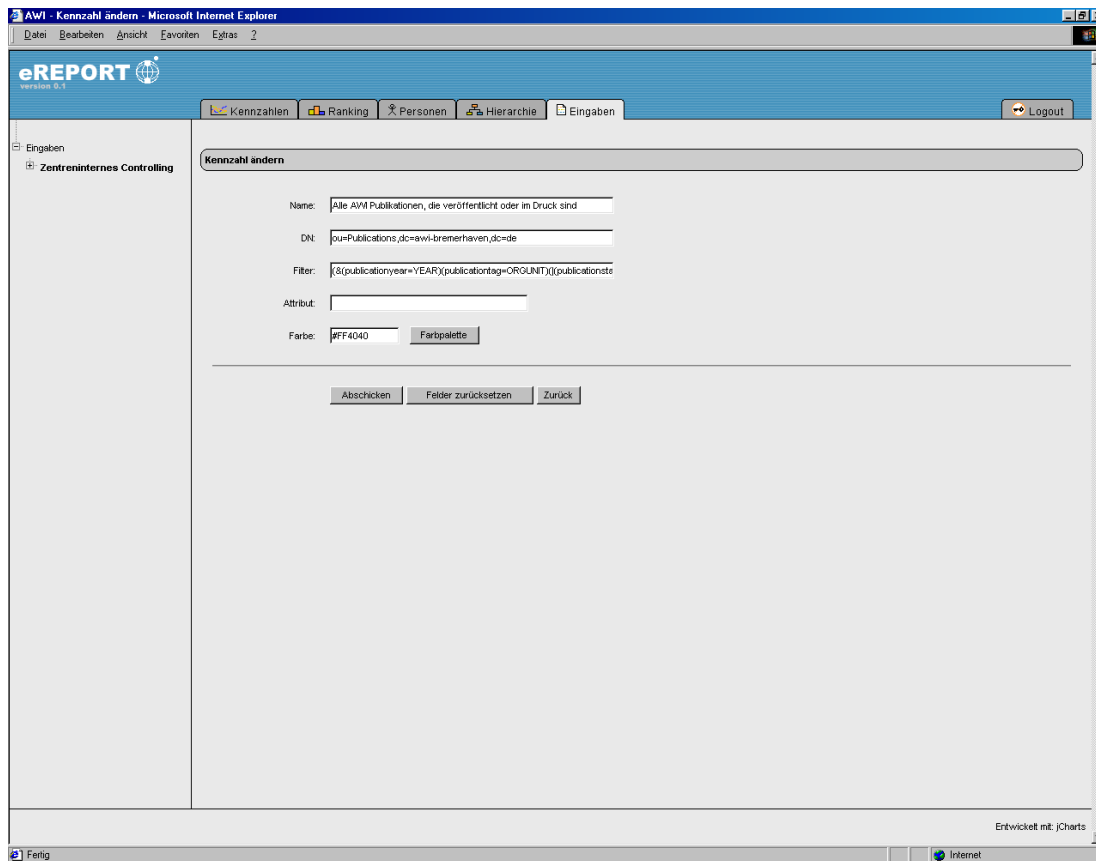 AWI - Kennzahl ändern - Microsoft Internet Explorer
Datei Bearbeiten Ansicht Favoriten Extras ?
eREPORT
version 0.1
Kennzahlen Ranking Personen Hierarchie Eingaben Logout
Eingaben
Zentreninternes Controlling
Kennzahl ändern
Name: Alle AWI Publikationen, die veröffentlicht oder im Druck sind
DN: ou=Publications,dc=awi-bremerhaven,dc=de
Filter: (&(publicationyear=YEAR)(publicationtag=ORGUNIT)(|(publicationsta
Attribut:
Farbe: #FF4040 Farbpalette
Abschicken Felder zurücksetzen Zurück
Entwickelt mit: jCharts
Fertig Internet